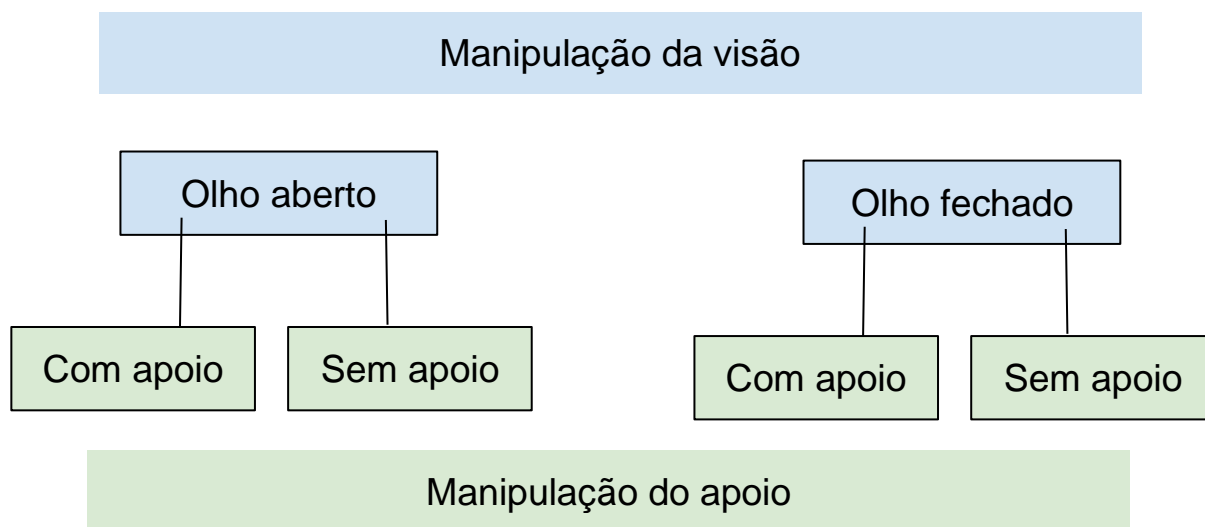 Manipulação da visão
Olho aberto
Olho fechado
Com apoio
Sem apoio
Com apoio
Sem apoio
Manipulação do apoio